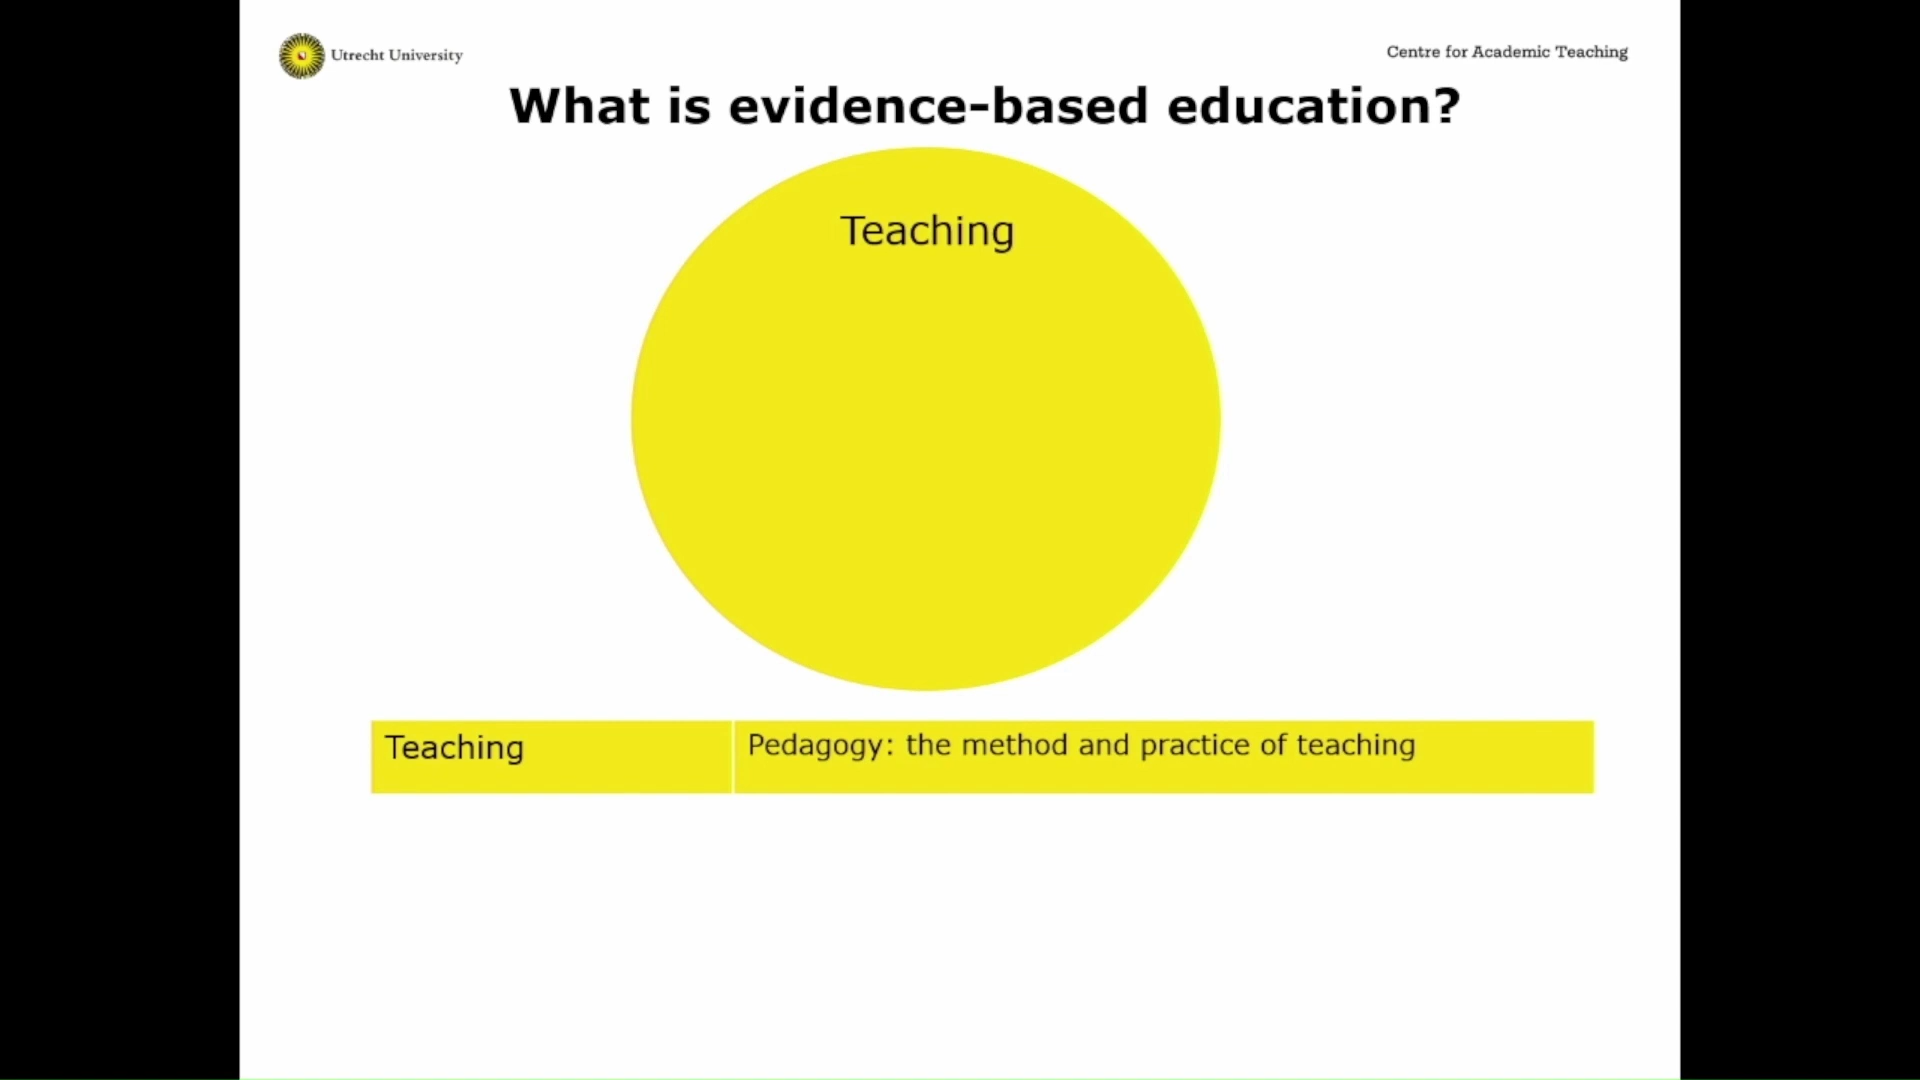 Utrecht University
Centre for Academic Teaching
What is evidence-based education?
Teaching
Teaching
Pedagogy: the method and practice of teaching